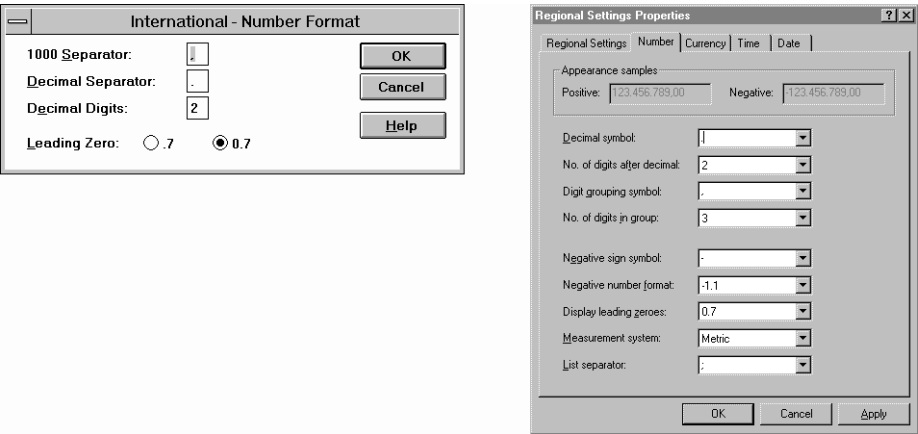 International - Number Format
1000 Separator:
Decimal Separator: .
Decimal Digits: 2
Leading Zero: .7 0.7
OK
Cancel
Help
Regional Settings Properties
Regional Settings Number Currency Time Date
Appearance samples
Positive: 123.456.789,00 Negative: -123.456.789,00
Decimal symbol: .
No. of digits after decimal: 2
Digit grouping symbol: ,
No. of digits in group: 3
Negative sign symbol: -
Negative number format: -1.1
Display leading zeroes: 0.7
Measurement system: Metric
List separator: ;
OK Cancel Apply